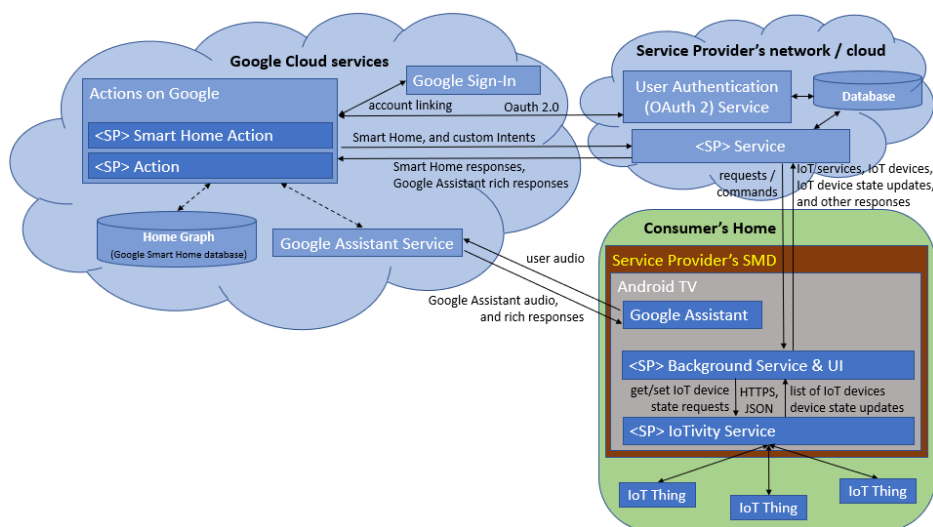 Google Cloud services
Actions on Google
Google Sign-In
account linking
Oauth 2.0
<SP> Smart Home Action
<SP> Action
Smart Home, and custom Intents
Smart Home responses,
Google Assistant rich responses
Home Graph
(Google Smart Home database)
Google Assistant Service
user audio
Google Assistant audio,
and rich responses
Service Provider's network / cloud
User Authentication
(OAuth 2) Service
Database
<SP> Service
requests /
commands
IoT services, IoT devices,
IoT device state updates,
and other responses
Consumer's Home
Service Provider's SMD
Android TV
Google Assistant
<SP> Background Service & UI
get/set IoT device
state requests
HTTPS,
JSON
list of IoT devices
device state updates
<SP> IoTivity Service
IoT Thing
IoT Thing
IoT Thing